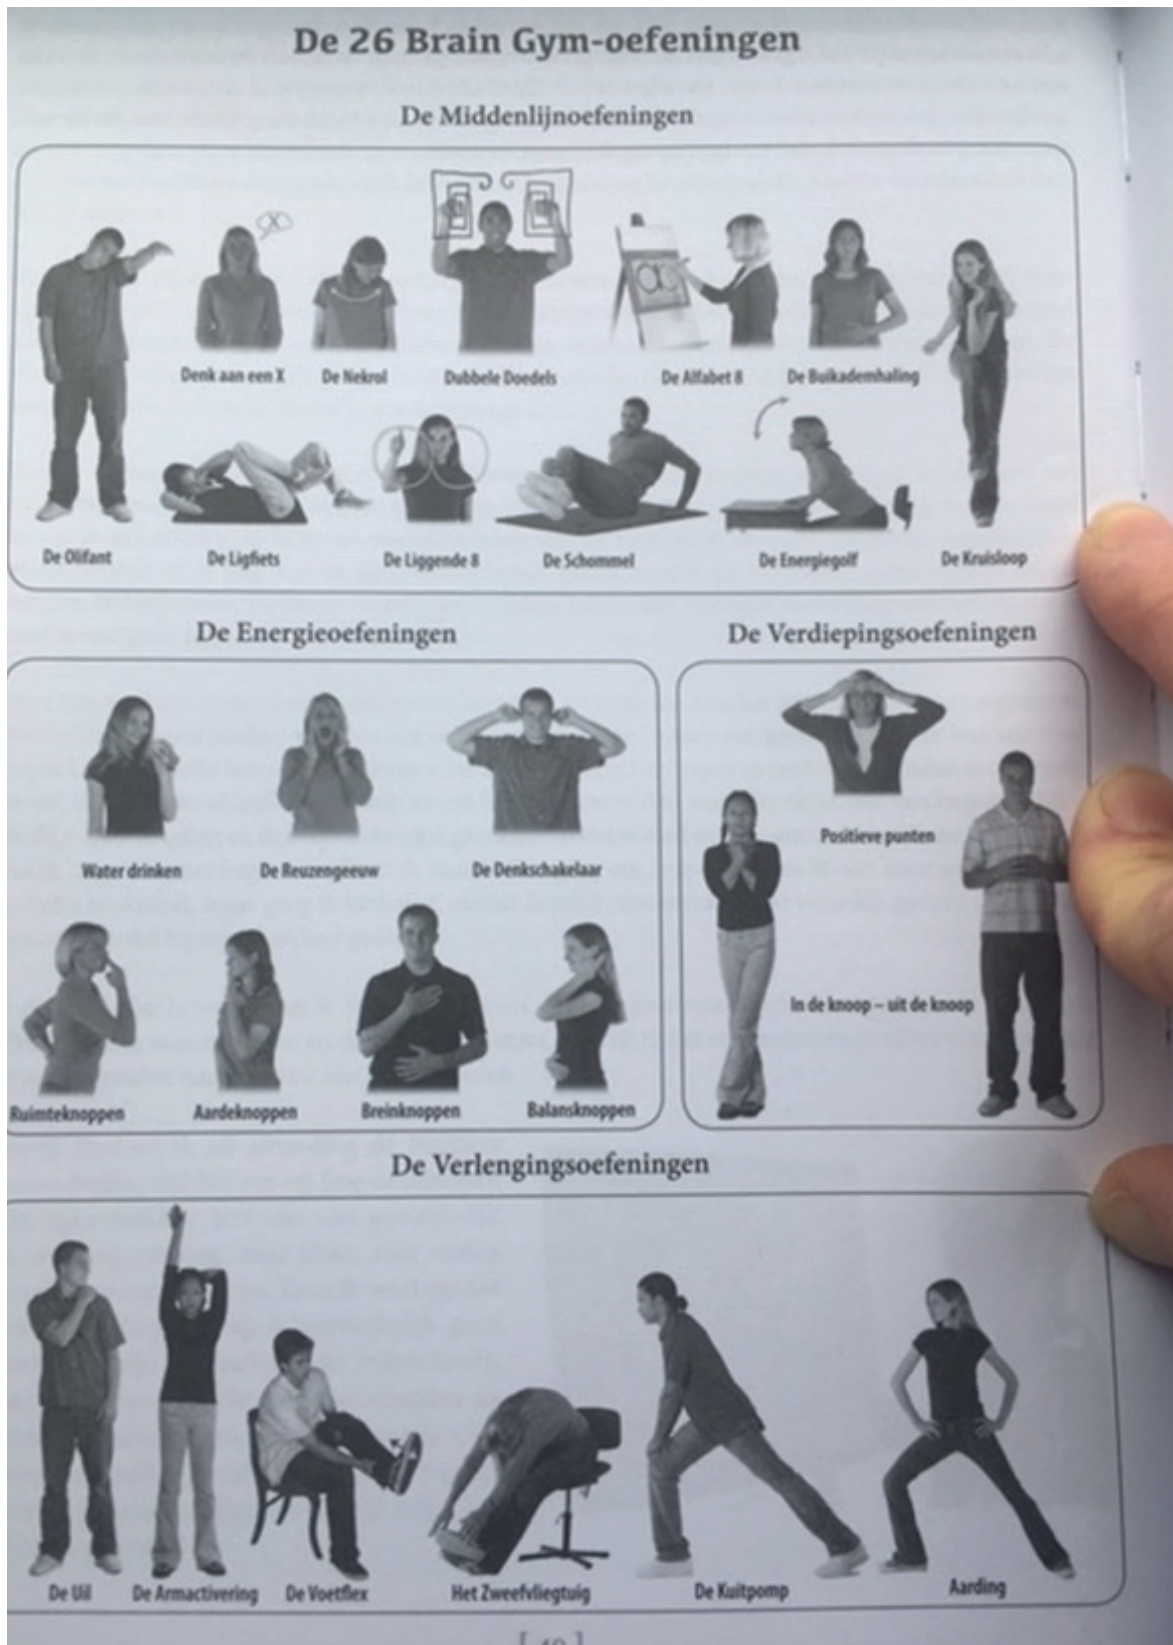 De 26 Brain Gym-oefeningen
De Middenlijnoefeningen
X
Denk aan een X De Nekrol Dubbele Doedels De Alfabet 8 De Buikademhaling
De Olifant De Ligfiets De Liggende 8 De Schommel De Energiegolf De Kruisloop
De Energieoefeningen
Water drinken De Reuzengeeuw De Denkschakelaar
Ruimteknoppen Aardeknoppen Breinknoppen Balansknoppen
De Verdiepingsoefeningen
Positieve punten
In de knoop – uit de knoop
De Verlengingsoefeningen
De Uil De Armactivering De Voetflex Het Zweefvliegtuig De Kuitpomp Aarding